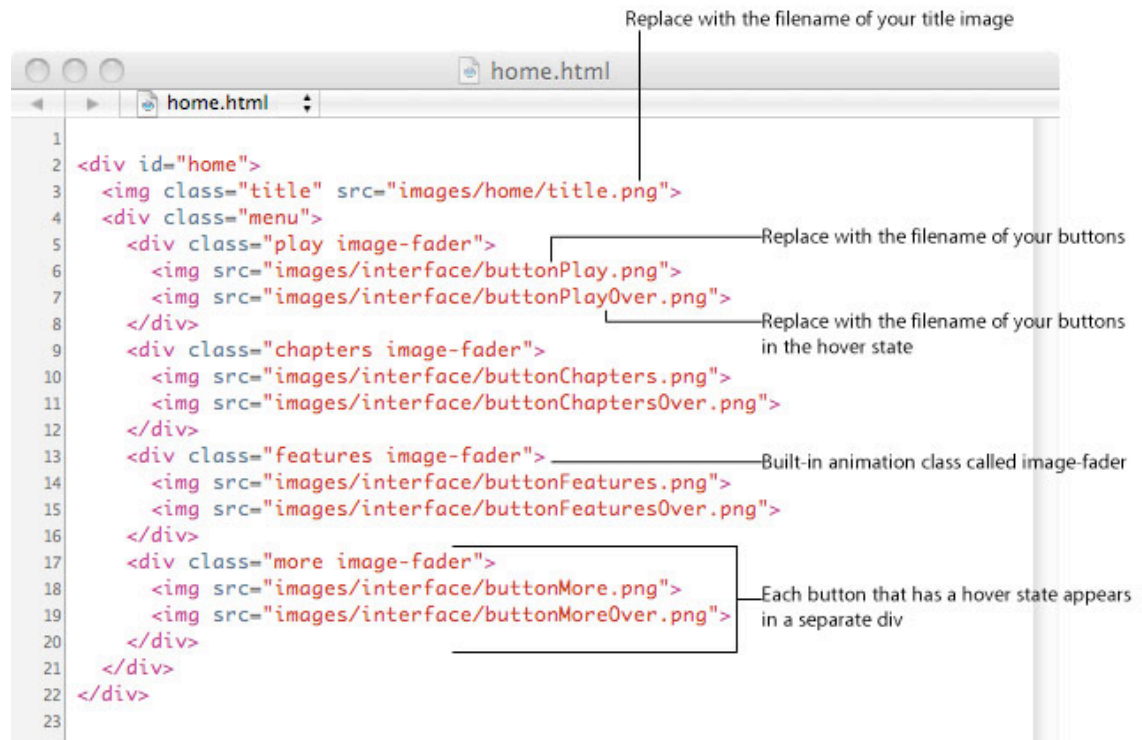 Replace with the filename of your title image
home.html
home.html
1
2 <div id="home">
3 <img class="title" src="images/home/title.png">
4 <div class="menu">
5 <div class="play image-fader">
Replace with the filename of your buttons
6 <img src="images/interface/buttonPlay.png">
7 <img src="images/interface/buttonPlayOver.png">
8 </div>
Replace with the filename of your buttons
in the hover state
9 <div class="chapters image-fader">
10 <img src="images/interface/buttonChapters.png">
11 <img src="images/interface/buttonChaptersOver.png">
12 </div>
13 <div class="features image-fader">
Built-in animation class called image-fader
14 <img src="images/interface/buttonFeatures.png">
15 <img src="images/interface/buttonFeaturesOver.png">
16 </div>
17 <div class="more image-fader">
18 <img src="images/interface/buttonMore.png">
19 <img src="images/interface/buttonMoreOver.png">
Each button that has a hover state appears
in a separate div
20 </div>
21 </div>
22 </div>
23